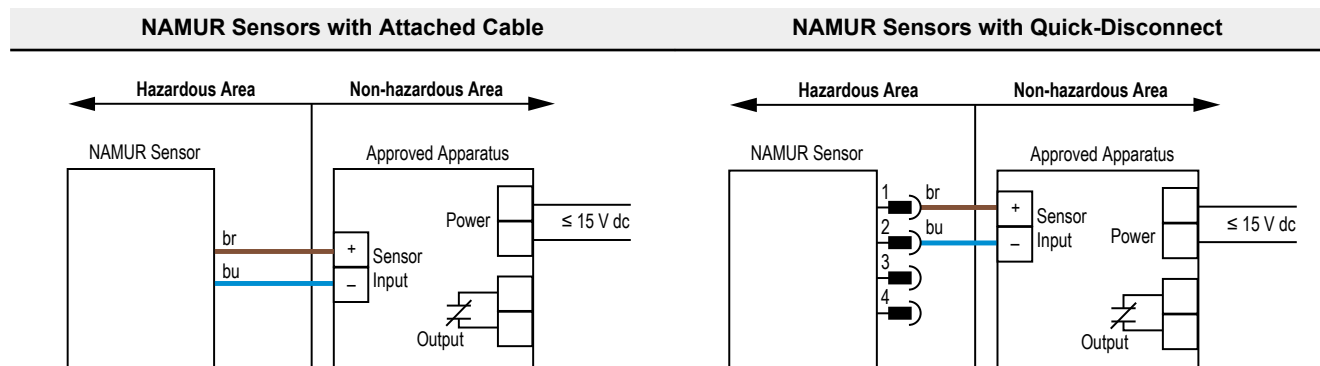 NAMUR Sensors with Attached Cable
Hazardous Area
Non-hazardous Area
NAMUR Sensor
Approved Apparatus
Power
≤ 15 V dc
br
bu
+
–
Sensor
Input
Output
NAMUR Sensors with Quick-Disconnect
Hazardous Area
Non-hazardous Area
NAMUR Sensor
Approved Apparatus
1
2
3
4
br
bu
+
–
Sensor
Input
Power
≤ 15 V dc
Output